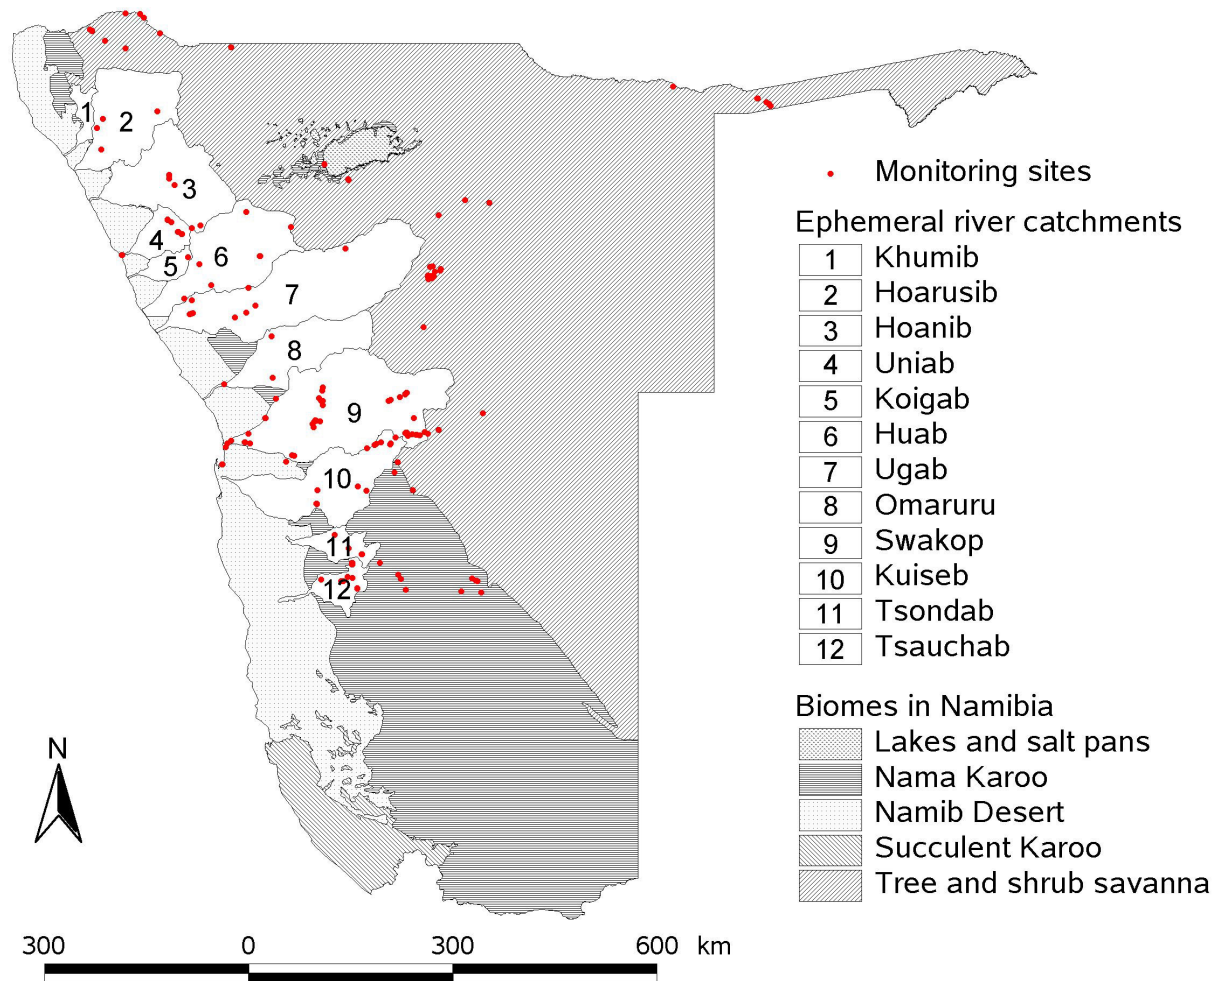 Monitoring sites
Ephemeral river catchments
1 Khumib
2 Hoarusib
3 Hoanib
4 Uniab
5 Koigab
6 Huab
7 Ugab
8 Omaruru
9 Swakop
10 Kuiseb
11 Tsondab
12 Tsauchab
Biomes in Namibia
Lakes and salt pans
Nama Karoo
Namib Desert
Succulent Karoo
Tree and shrub savanna
1
2
3
4
5
6
7
8
9
10
11
12
N
300 0 300 600 km